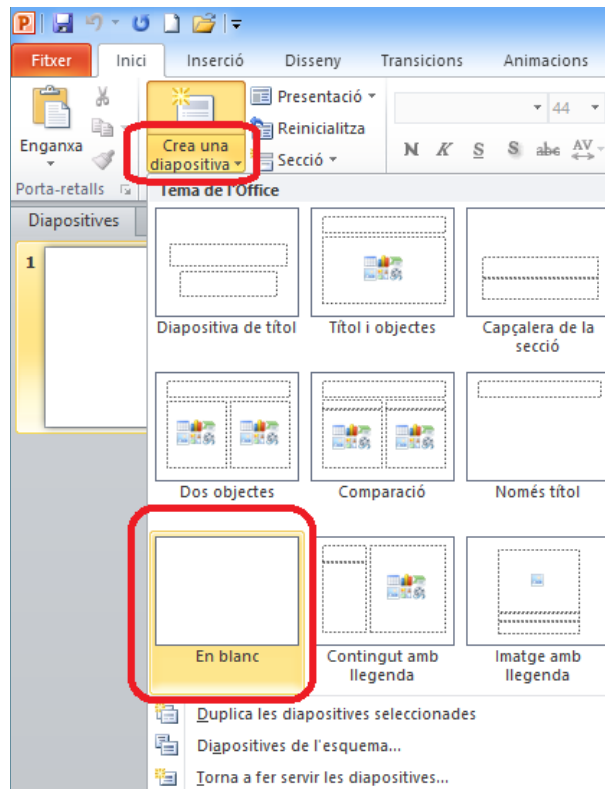 Fitxer Inici Inserció Disseny Transicions Animacions
Enganxa
Crea una
diapositiva
Presentació
Reinicialitza
Secció
44
N K S S abc AV
Porta-retalls
Tema de l'Office
Diapositives
1
Diapositiva de títol Títol i objectes Capçalera de la
secció
Dos objectes Comparació Només títol
En blanc Contingut amb Imatge amb
llegenda llegenda
Duplica les diapositives seleccionades
Diapositives de l'esquema...
Torna a fer servir les diapositives...